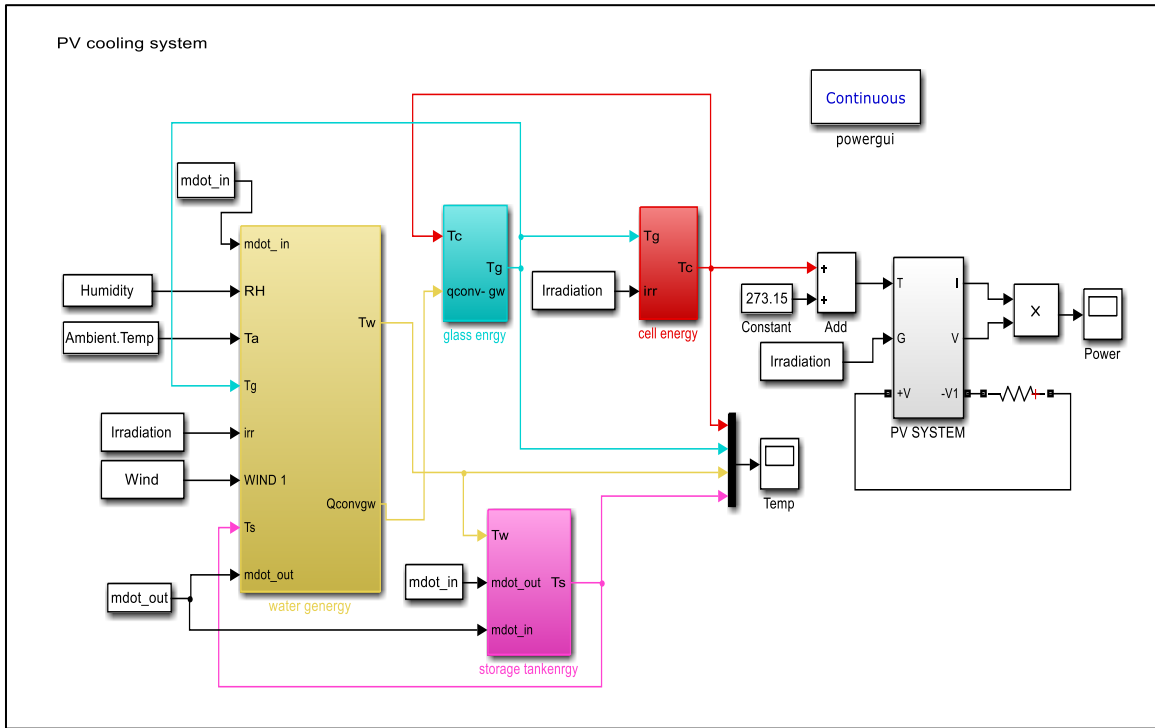 PV cooling system
Continuous
powergui
mdot_in
mdot_ in
RH
Ta
Tg
irr
WIND 1
Ts
mdot_out
Tw
Qconvgw
water genergy
Humidity
Ambient.Temp
Irradiation
Wind
mdot_out
Tc
qconv- gw
Tg
glass enrgy
Irradiation
Tg
irr
Tc
cell energy
273.15
Constant
+
+
Add
Irradiation
T
G
+V
I
V
-V1
PV SYSTEM
X
Power
Temp
mdot_in
Tw
mdot_out
mdot_in
Ts
storage tankenrgy